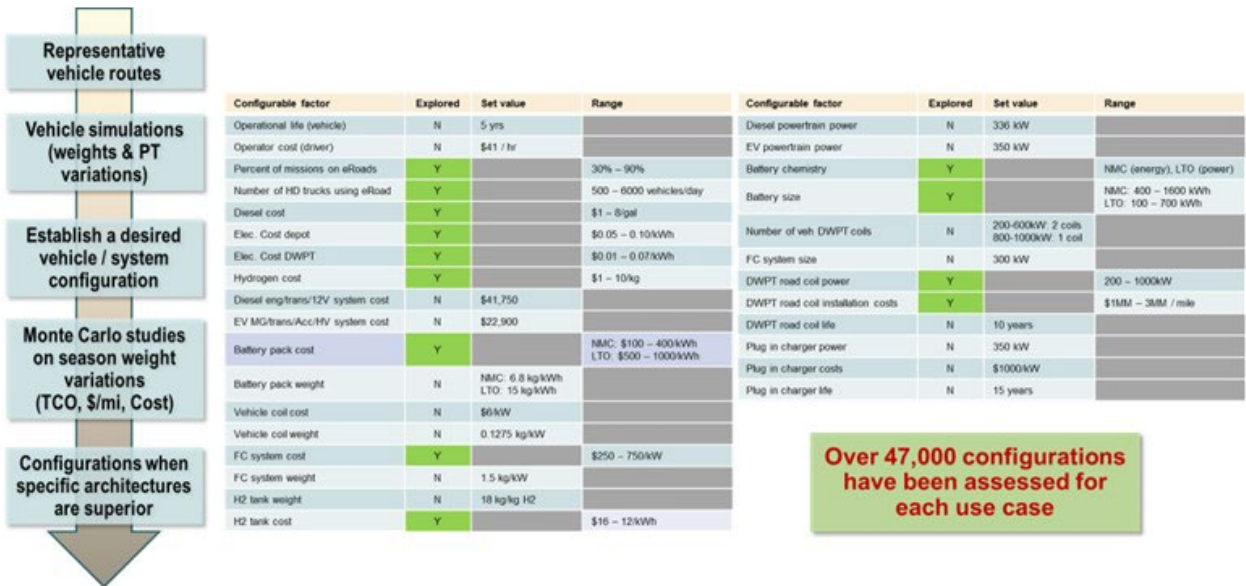 Representative
vehicle routes
Vehicle simulations
(weights & PT
variations)
Establish a desired
vehicle / system
configuration
Monte Carlo studies
on season weight
variations
(TCO, $/mi, Cost)
Configurations when
specific architectures
are superior
Configurable factor Explored Set value Range
Operational life (vehicle) N 5 yrs
Operator cost (driver) N $41 / hr
Percent of missions on eRoads Y 30% – 90%
Number of HD trucks using eRoad Y 500 – 6000 vehicles/day
Diesel cost Y $1 – 8/gal
Elec. Cost depot Y $0.05 – 0.10/kWh
Elec. Cost DWPT Y $0.01 – 0.07/kWh
Hydrogen cost Y $1 – 10/kg
Diesel eng/trans/12V system cost N $41,750
EV MG/trans/Acc/HV system cost N $22,900
Battery pack cost Y NMC: $100 – 400/kWh
LTO: $500 – 1000/kWh
Battery pack weight N NMC: 6.8 kg/kWh
LTO: 15 kg/kWh
Vehicle coil cost N $6/kW
Vehicle coil weight N 0.1275 kg/kW
FC system cost Y $250 – 750/kW
FC system weight N 1.5 kg/kW
H2 tank weight N 18 kg/kg H2
H2 tank cost Y $16 – 12/kWh
Configurable factor Explored Set value Range
Diesel powertrain power N 336 kW
EV powertrain power N 350 kW
Battery chemistry Y NMC (energy), LTO (power)
Battery size Y NMC: 400 – 1600 kWh
LTO: 100 – 700 kWh
Number of veh DWPT coils N 200-600kW: 2 coils
800-1000kW: 1 coil
FC system size N 300 kW
DWPT road coil power Y 200 – 1000kW
DWPT road coil installation costs Y $1MM – 3MM / mile
DWPT road coil life N 10 years
Plug in charger power N 350 kW
Plug in charger costs N $1000/kW
Plug in charger life N 15 years
Over 47,000 configurations
have been assessed for
each use case